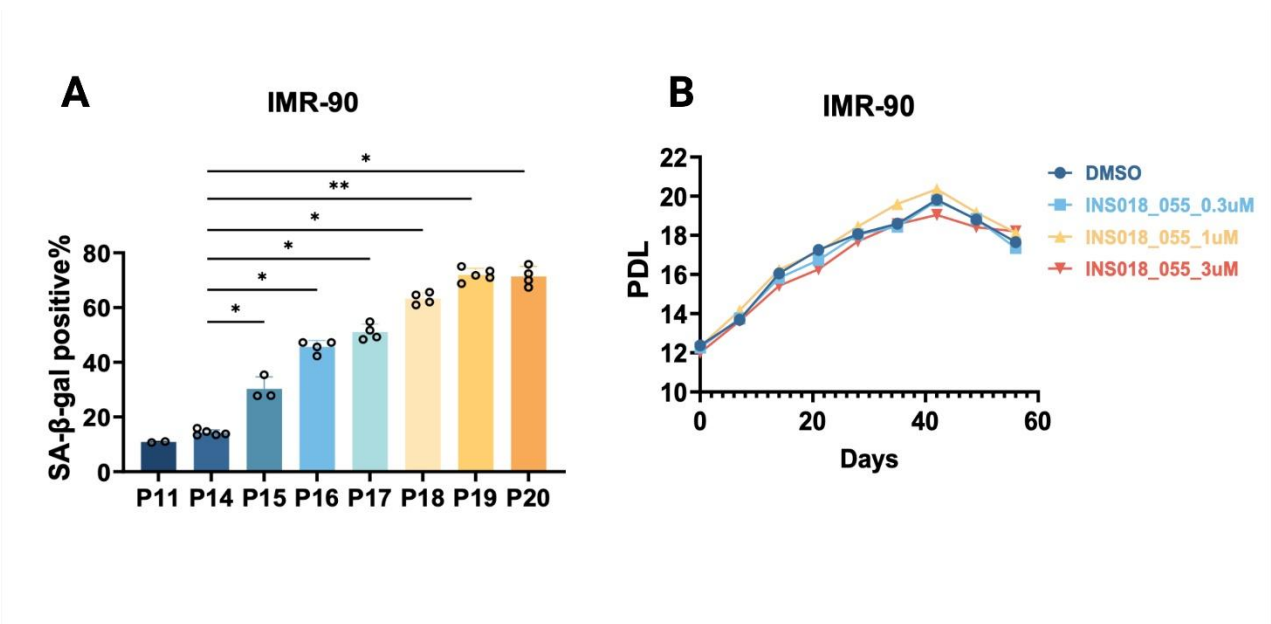 A
IMR-90
*
**
*
*
*
*
SA-β-gal positive%
80
60
40
20
0
P11 P14 P15 P16 P17 P18 P19 P20
B
IMR-90
PDL
22
20
18
16
14
12
10
0 20 40 60
Days
DMSO
INS018_055_0.3uM
INS018_055_1uM
INS018_055_3uM